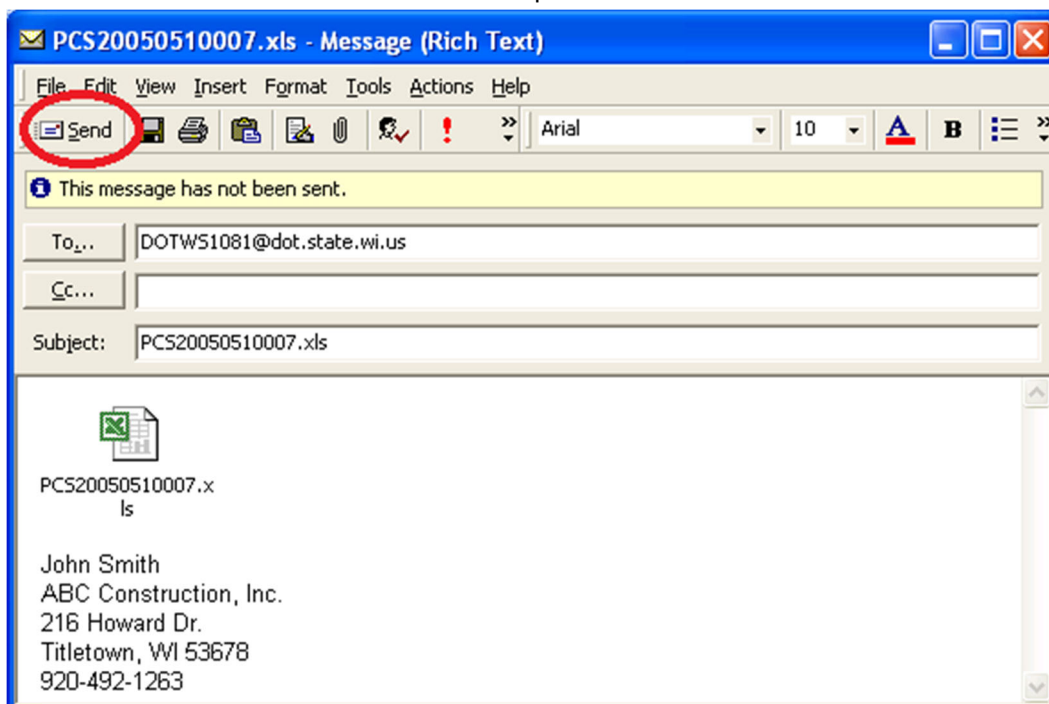 PCS20050510007.xls - Message (Rich Text)
File Edit View Insert Format Tools Actions Help
Send ! » Arial 10 A B »
This message has not been sent.
To... DOTWS1081@dot.state.wi.us
Cc...
Subject: PCS20050510007.xls
PCS20050510007.x
ls
John Smith
ABC Construction, Inc.
216 Howard Dr.
Titletown, WI 53678
920-492-1263